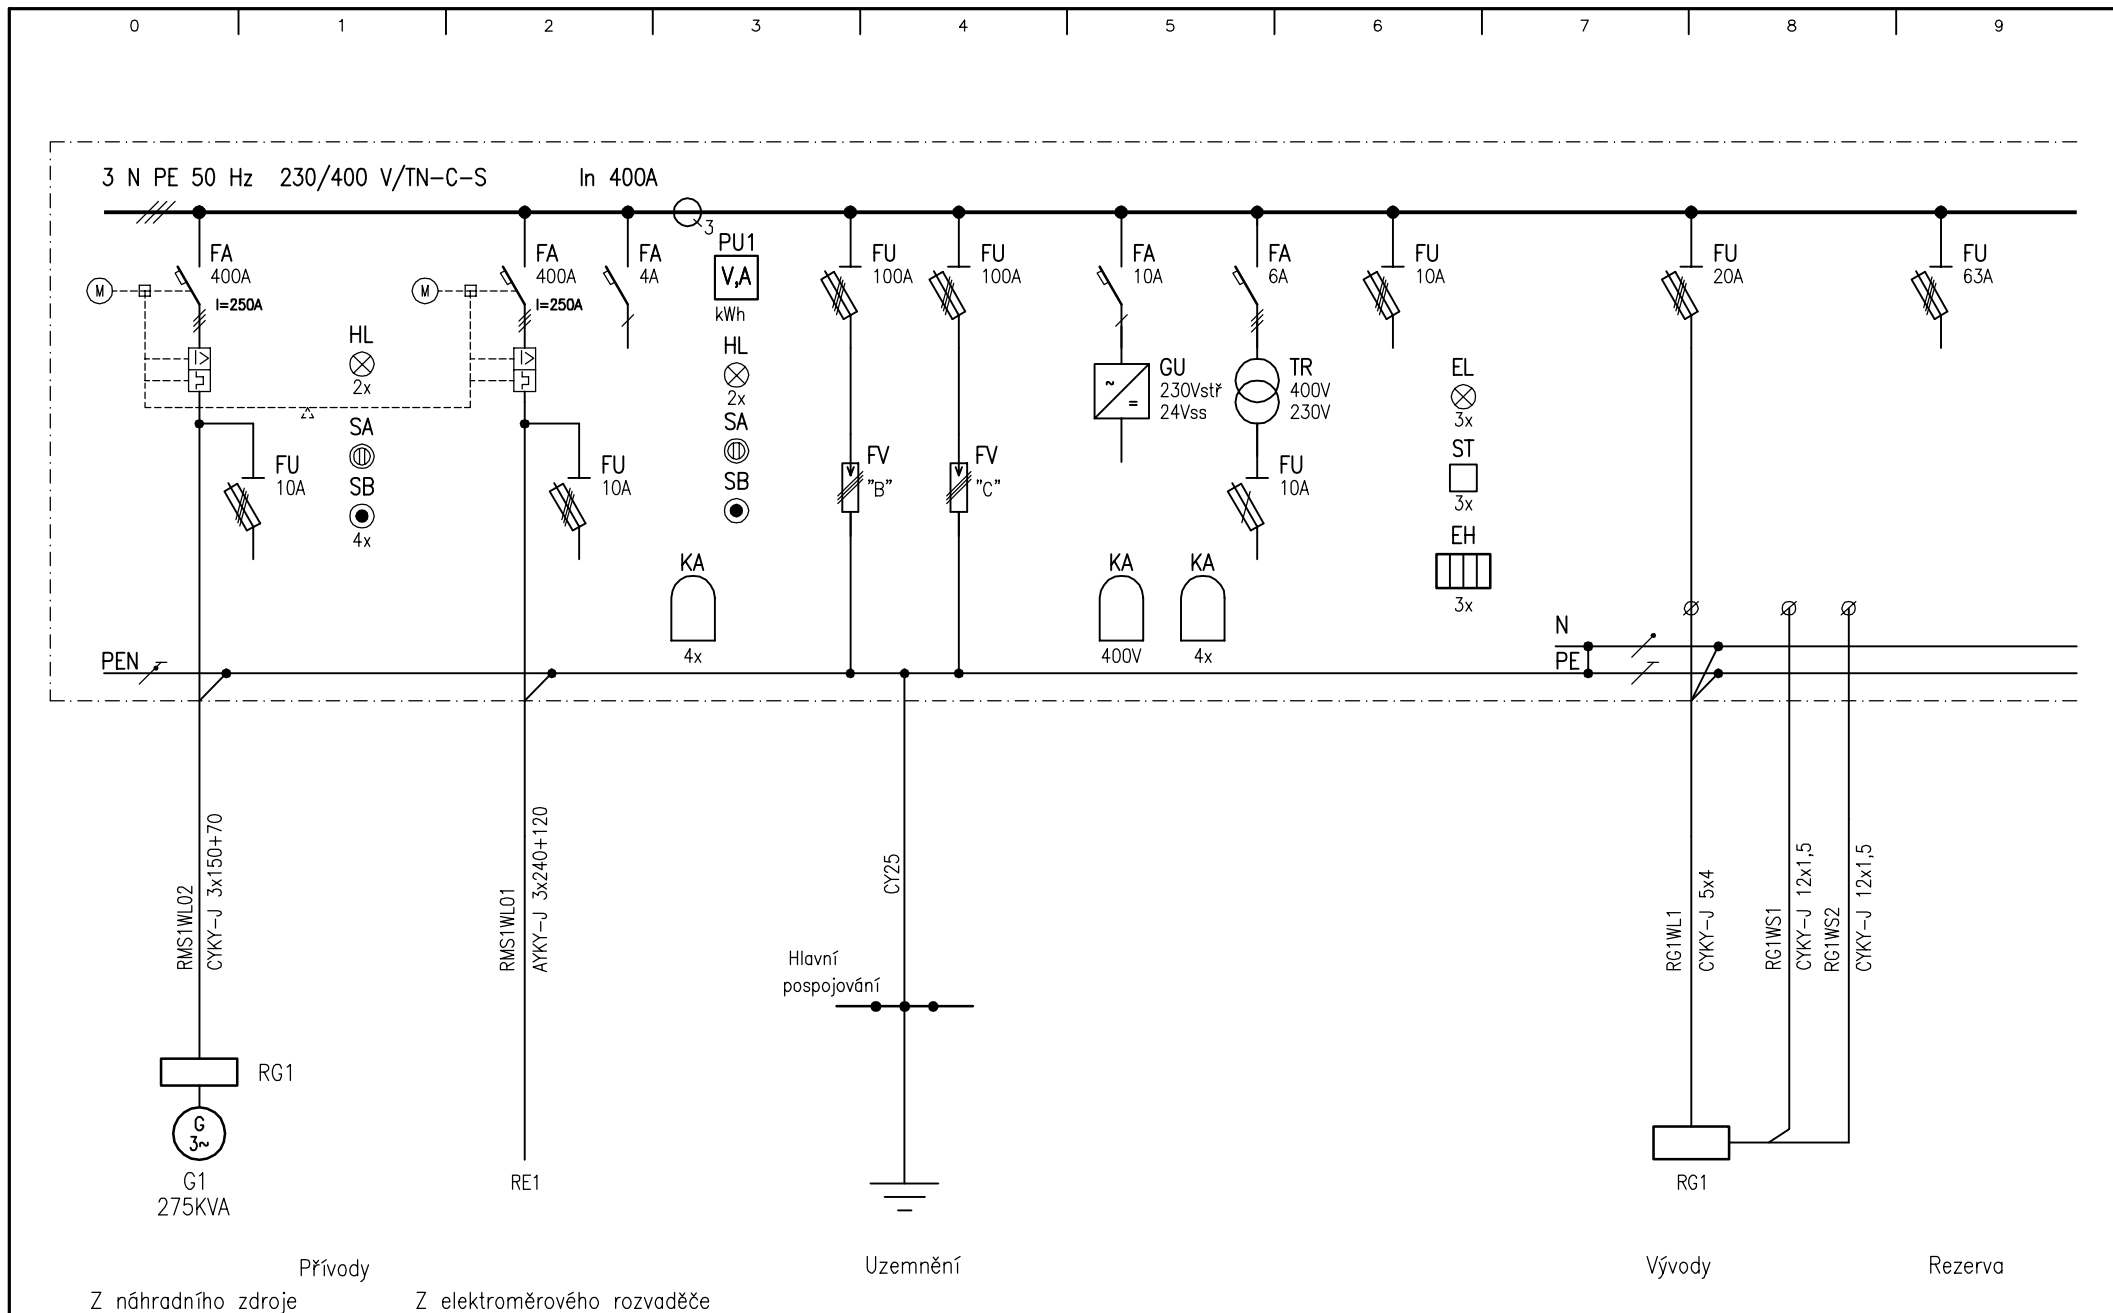 0 1 2 3 4 5 6 7 8 9
3 N PE 50 Hz 230/400 V/TN-C-S In 400A
3
FA
400A
I=250A
M
FA
400A
I=250A
M
FA
4A
PU1
V,A
kWh
FU
100A
FU
100A
FA
10A
FA
6A
FU
10A
FU
20A
FU
63A
HL
2x
SA
SB
4x
HL
2x
SA
SB
I>
I>
GU
230Vstř
24Vss
~
=
TR
400V
230V
EL
3x
ST
3x
EH
3x
FU
10A
FU
10A
FV
"B"
FV
"C"
FU
10A
KA
4x
KA
400V
KA
4x
PEN
N
PE
RMS1WL02
CYKY-J 3x150+70
RMS1WL01
AYKY-J 3x240+120
CY25
RG1WL1
CYKY-J 5x4
RG1WS1
CYKY-J 12x1,5
RG1WS2
CYKY-J 12x1,5
Hlavní
pospojování
RG1
G
3~
G1
275KVA
RE1
RG1
Přívody
Uzemnění
Vývody
Rezerva
Z náhradního zdroje
Z elektroměrového rozvaděče